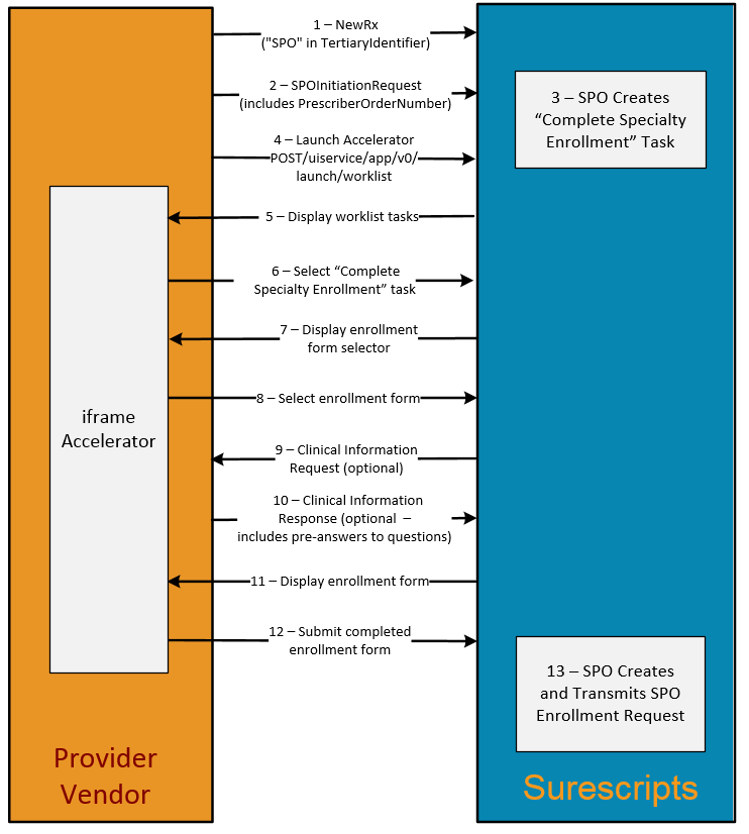 1 – NewRx
("SPO" in TertiaryIdentifier)
2 – SPOInitiationRequest
(includes PrescriberOrderNumber)
3 – SPO Creates
“Complete Specialty
Enrollment” Task
4 – Launch Accelerator
POST/uiservice/app/v0/
launch/worklist
5 – Display worklist tasks
6 – Select “Complete
Specialty Enrollment” task
7 – Display enrollment
form selector
8 – Select enrollment form
iframe
Accelerator
9 – Clinical Information
Request (optional)
10 – Clinical Information
Response (optional –
includes pre-answers to questions)
11 – Display enrollment form
12 – Submit completed
enrollment form
13 – SPO Creates
and Transmits SPO
Enrollment Request
Provider
Vendor
Surescripts